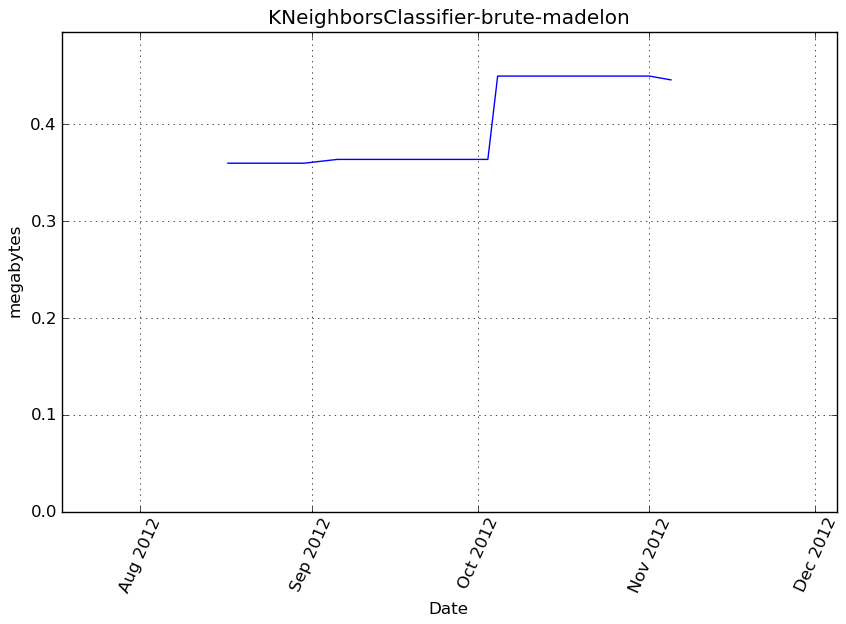 KNeighborsClassifier-brute-madelon
megabytes
0.4
0.3
0.2
0.1
0.0
Aug 2012
Sep 2012
Oct 2012
Nov 2012
Dec 2012
Date